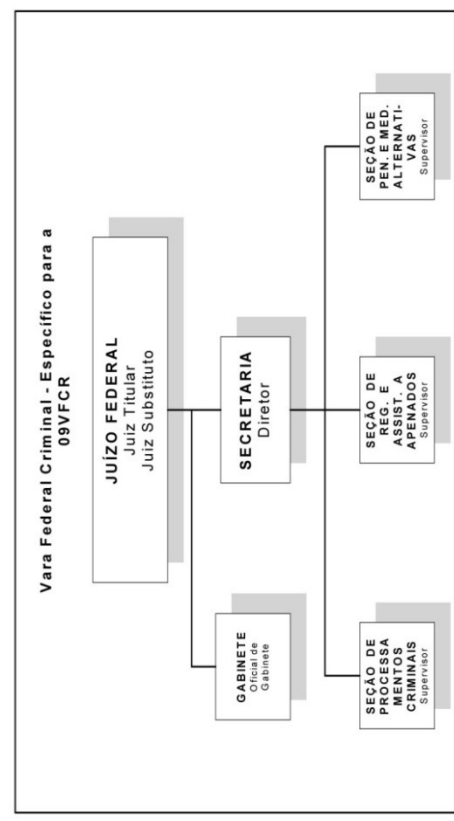 Vara Federal Criminal - Específico para a
09VFCR
JUÍZO FEDERAL
Juiz Titular
Juiz Substituto
GABINETE
Oficial de
Gabinete
SECRETARIA
Diretor
SEÇÃO DE
PROCESSA
MENTOS
CRIMINAIS
Supervisor
SEÇÃO DE
REG. E
ASSIST. A
APENADOS
Supervisor
SEÇÃO DE
PEN. E MED.
ALTERNATI-
VAS
Supervisor